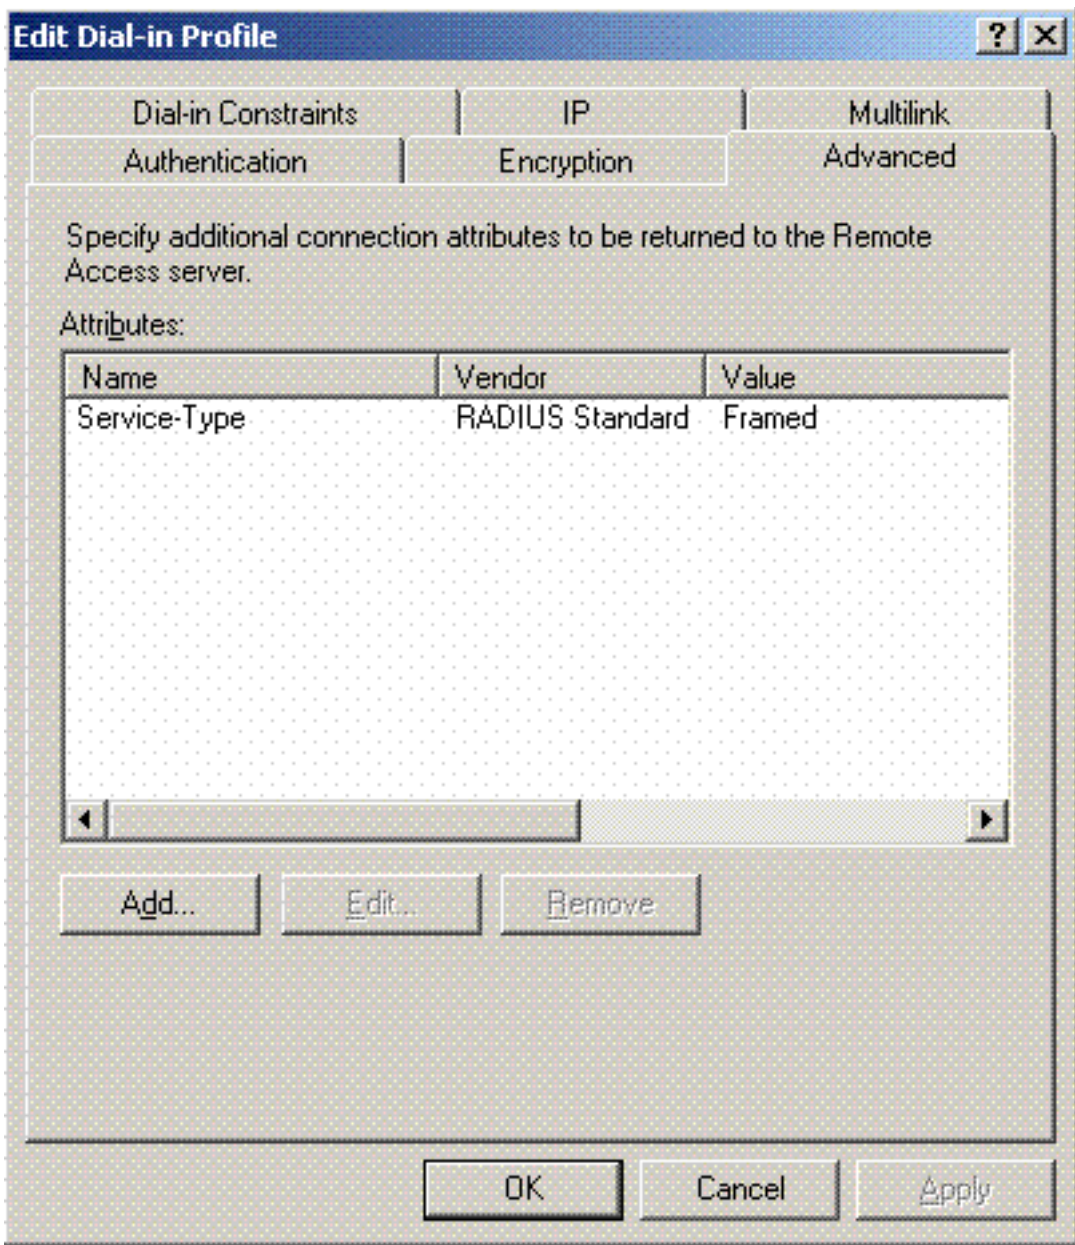 Edit Dial-in Profile
Dial-in Constraints IP Multilink
Authentication Encryption Advanced
Specify additional connection attributes to be returned to the Remote
Access server.
Attributes:
Name Vendor Value
Service-Type RADIUS Standard Framed
Add... Edit... Remove
OK Cancel Apply